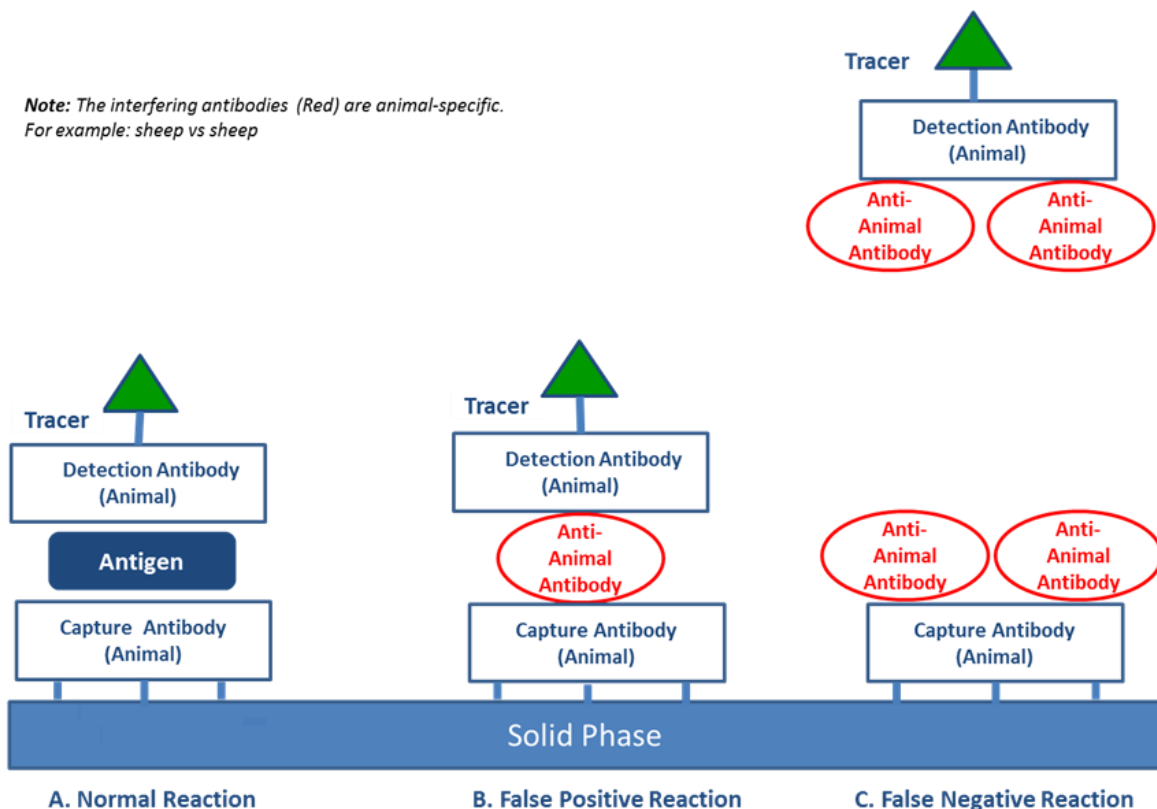 Note: The interfering antibodies (Red) are animal-specific.
For example: sheep vs sheep
Tracer
Detection Antibody
(Animal)
Anti-
Animal
Antibody
Anti-
Animal
Antibody
Tracer
Detection Antibody
(Animal)
Antigen
Capture Antibody
(Animal)
Tracer
Detection Antibody
(Animal)
Anti-
Animal
Antibody
Capture Antibody
(Animal)
Anti-
Animal
Antibody
Anti-
Animal
Antibody
Capture Antibody
(Animal)
Solid Phase
A. Normal Reaction
B. False Positive Reaction
C. False Negative Reaction